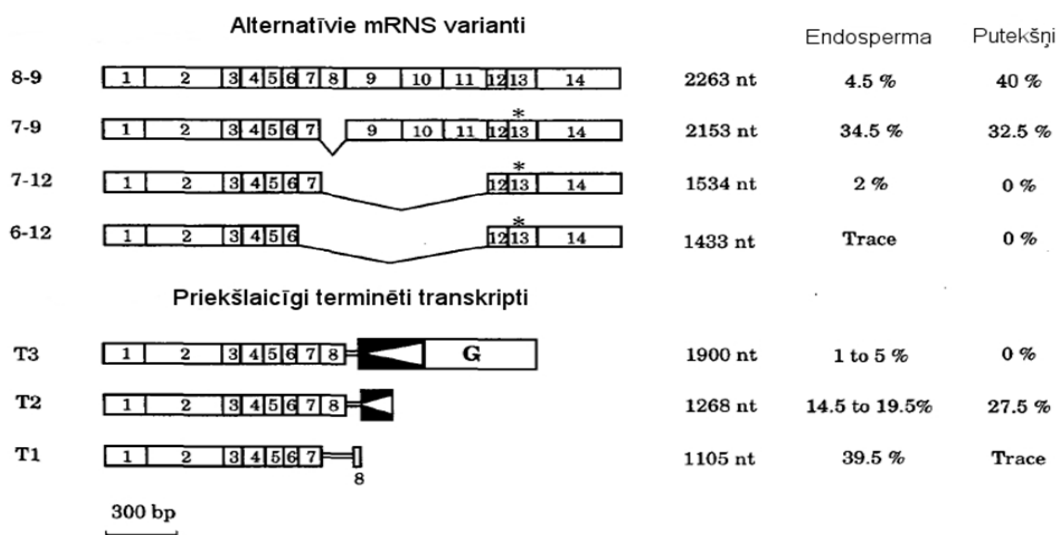 Alternatīvie mRNS varianti
Endosperma Putekšņi
8-9 1 2 3 4 5 6 7 8 9 10 11 12 13 14 2263 nt 4.5 % 40 %
*
7-9 1 2 3 4 5 6 7 9 10 11 12 13 14 2153 nt 34.5 % 32.5 %
*
7-12 1 2 3 4 5 6 7 12 13 14 1534 nt 2 % 0 %
*
6-12 1 2 3 4 5 6 12 13 14 1433 nt Trace 0 %
Priekšlaicīgi terminēti transkripti
T3 1 2 3 4 5 6 7 8 G 1900 nt 1 to 5 % 0 %
T2 1 2 3 4 5 6 7 8 1268 nt 14.5 to 19.5% 27.5 %
T1 1 2 3 4 5 6 7 1105 nt 39.5 % Trace
8
300 bp